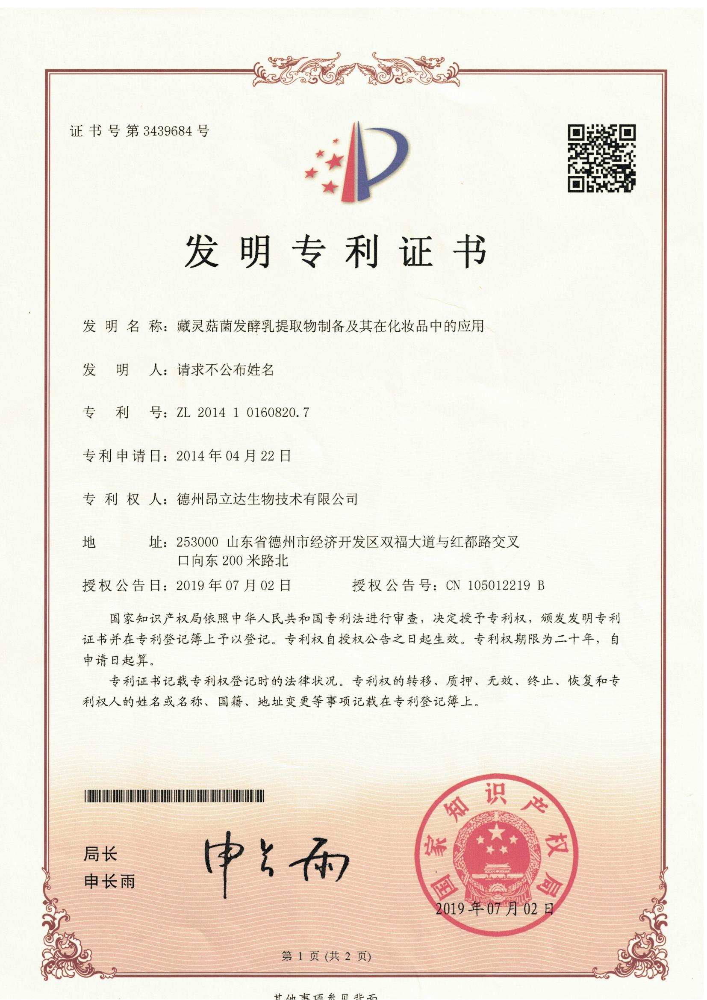 证书号第3439684号
发明专利证书
发明名称：藏灵菇菌发酵乳提取物制备及其在化妆品中的应用
发明人：请求不公布姓名
专利号：ZL 2014 1 0160820.7
专利申请日：2014年04月22日
专利权人：德州昂立达生物技术有限公司
地址：253000 山东省德州市经济开发区双福大道与红都路交叉
口向东200米路北
授权公告日：2019年07月02日 授权公告号：CN 105012219 B
国家知识产权局依照中华人民共和国专利法进行审查，决定授予专利权，颁发发明专利
证书并在专利登记簿上予以登记。专利权自授权公告之日起生效。专利权期限为二十年，自
申请日起算。
专利证书记载专利权登记时的法律状况。专利权的转移、质押、无效、终止、恢复和专
利权人的姓名或名称、国籍、地址变更等事项记载在专利登记簿上。
局长
申长雨
申长雨
国家知识产权局
2019年07月02日
第 1 页 (共 2 页)
其他事项参见背面